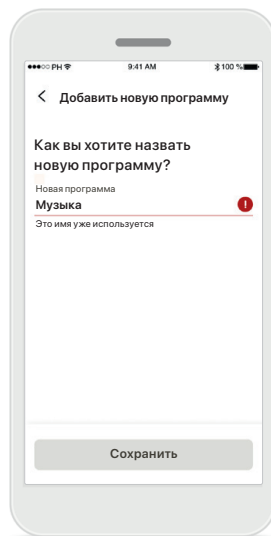 ●●●○○ PH 9:41 AM 100 %
Добавить новую программу
Как вы хотите назвать
новую программу?
Новая программа
Музыка !
Это имя уже используется
Сохранить